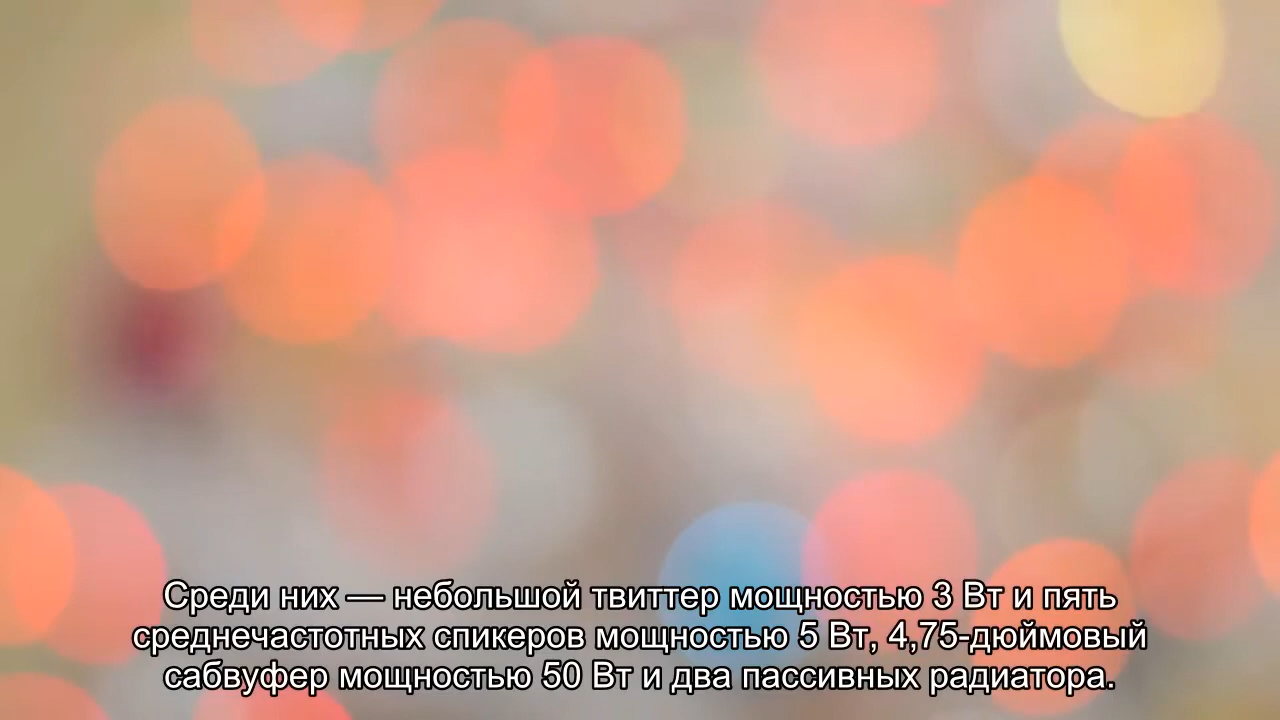 Среди них — небольшой твиттер мощностью 3 Вт и пять
среднечастотных спикеров мощностью 5 Вт, 4,75-дюймовый
сабвуфер мощностью 50 Вт и два пассивных радиатора.